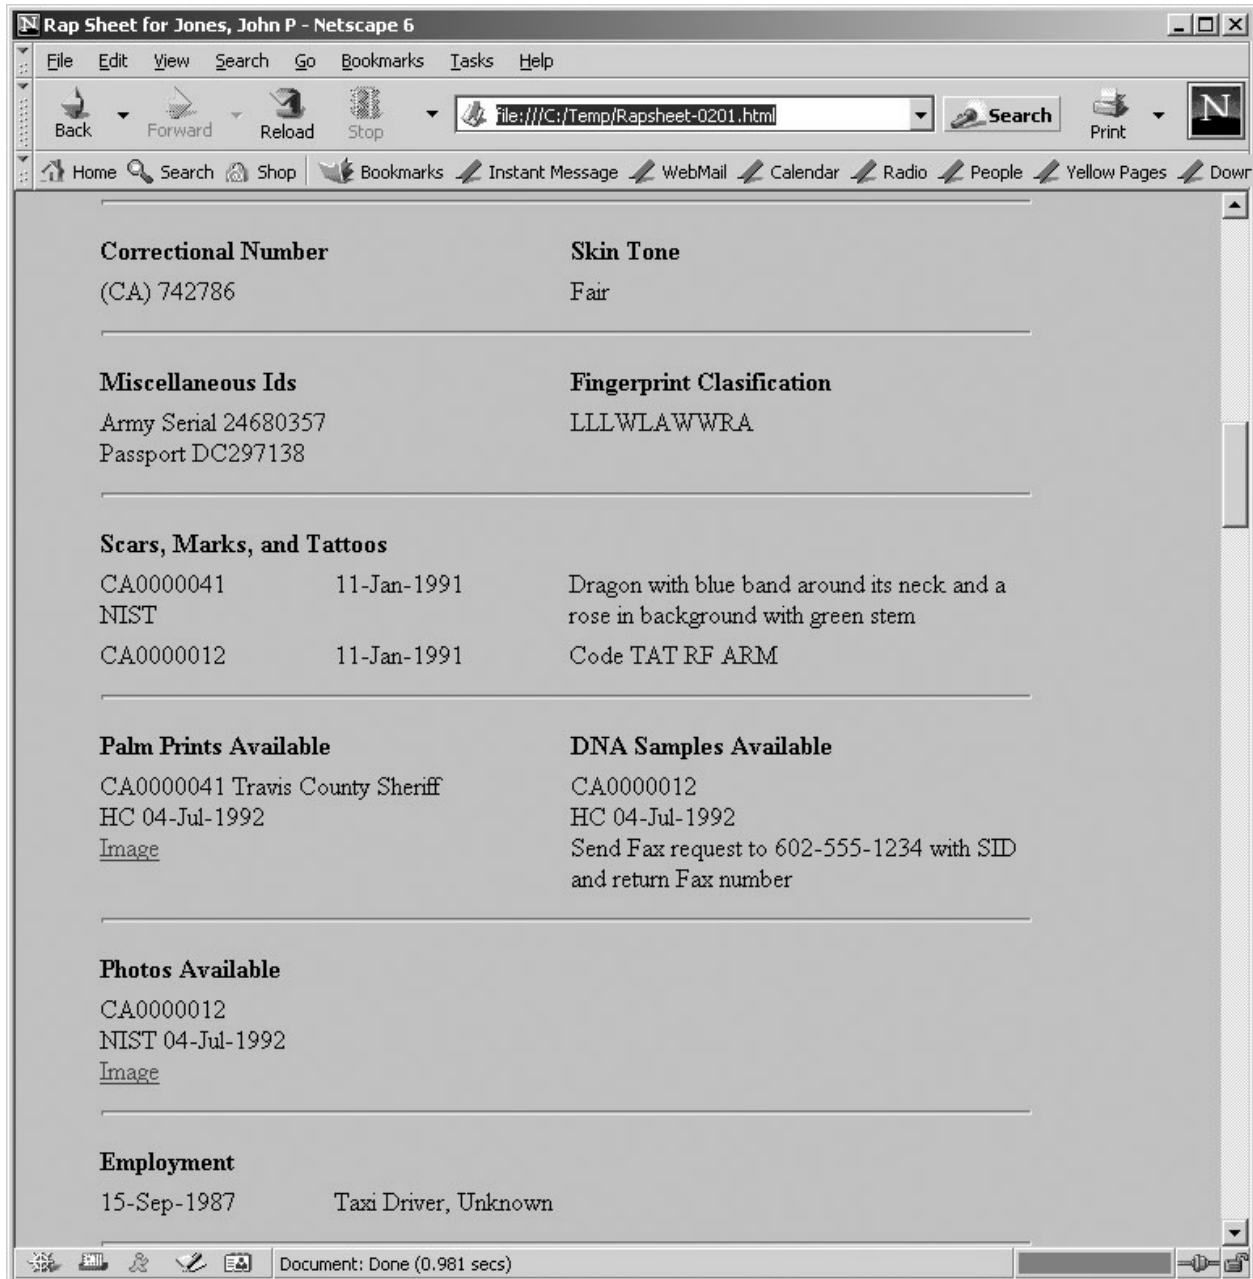 Rap Sheet for Jones, John P - Netscape 6
File Edit View Search Go Bookmarks Tasks Help
Back Forward Reload Stop file:///C:/Temp/Rapsheet-0201.html Search Print N
Home Search Shop Bookmarks Instant Message WebMail Calendar Radio People Yellow Pages Down
Correctional Number Skin Tone
(CA) 742786 Fair
Miscellaneous Ids Fingerprint Clasification
Army Serial 24680357 LLLWLAWWRA
Passport DC297138
Scars, Marks, and Tattoos
CA0000041 11-Jan-1991 Dragon with blue band around its neck and a
NIST rose in background with green stem
CA0000012 11-Jan-1991 Code TAT RF ARM
Palm Prints Available DNA Samples Available
CA0000041 Travis County Sheriff CA0000012
HC 04-Jul-1992 HC 04-Jul-1992
Image Send Fax request to 602-555-1234 with SID
and return Fax number
Photos Available
CA0000012
NIST 04-Jul-1992
Image
Employment
15-Sep-1987 Taxi Driver, Unknown
Document: Done (0.981 secs)